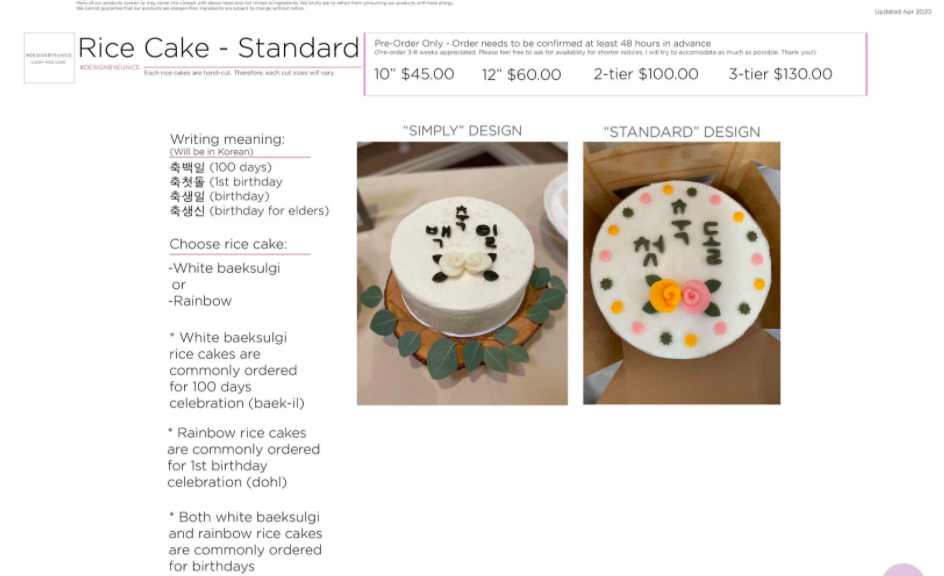 Many of our products contain or may come into contact with above listed and not limited to ingredients. We kindly ask to refrain from consuming our products with food allergy.
We cannot guarantee that our products are allergen-free. Ingredients are subject to change without notice.
Updated Apr 2020
#DESIGNBYEUNICE
LUCKY RICE CAKE
Rice Cake - Standard
#DESIGNBYEUNICE
Each rice cakes are hand-cut. Therefore, each cut sizes will vary.
Pre-Order Only - Order needs to be confirmed at least 48 hours in advance
(Pre-order 3-8 weeks appreciated. Please feel free to ask for availability for shorter notices. I will try to accomodate as much as possible. Thank you!)
10" $45.00
12" $60.00
2-tier $100.00
3-tier $130.00
Writing meaning:
(Will be in Korean)
축백일 (100 days)
축첫돌 (1st birthday
축생일 (birthday)
축생신 (birthday for elders)
Choose rice cake:
-White baeksulgi
or
-Rainbow
* White baeksulgi
rice cakes are
commonly ordered
for 100 days
celebration (baek-il)
* Rainbow rice cakes
are commonly ordered
for 1st birthday
celebration (dohl)
* Both white baeksulgi
and rainbow rice cakes
are commonly ordered
for birthdays
“SIMPLY” DESIGN
축
백 일
“STANDARD” DESIGN
축
첫 돌